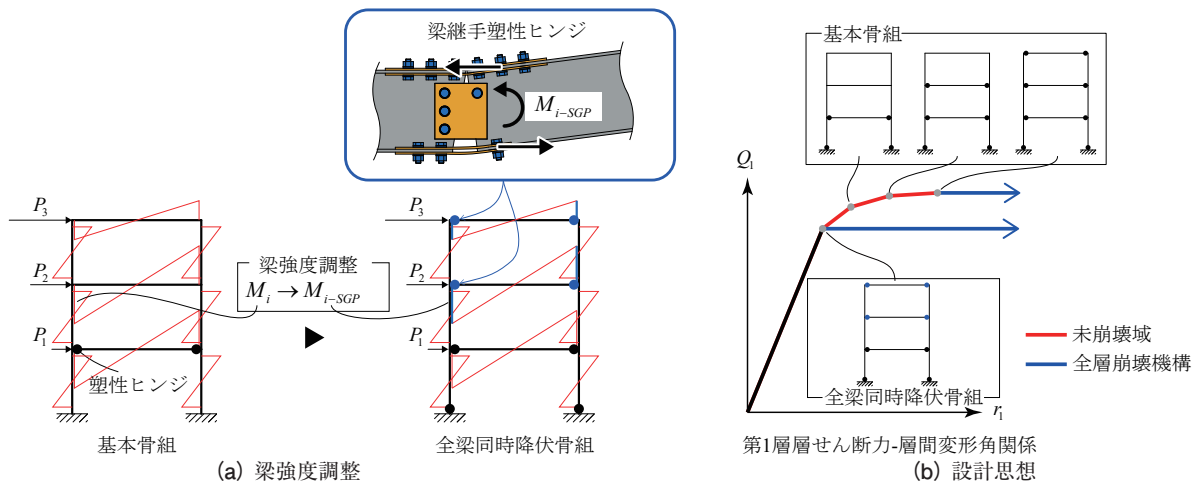 梁継手塑性ヒンジ
M_{i-SGP}
P_3
P_2
P_1
塑性ヒンジ
基本骨組
梁強度調整
M_i → M_{i-SGP}
P_3
P_2
P_1
全梁同時降伏骨組
(a) 梁強度調整
基本骨組
Q_1
未崩壊域
全層崩壊機構
全梁同時降伏骨組
r_1
第1層層せん断力-層間変形角関係
(b) 設計思想